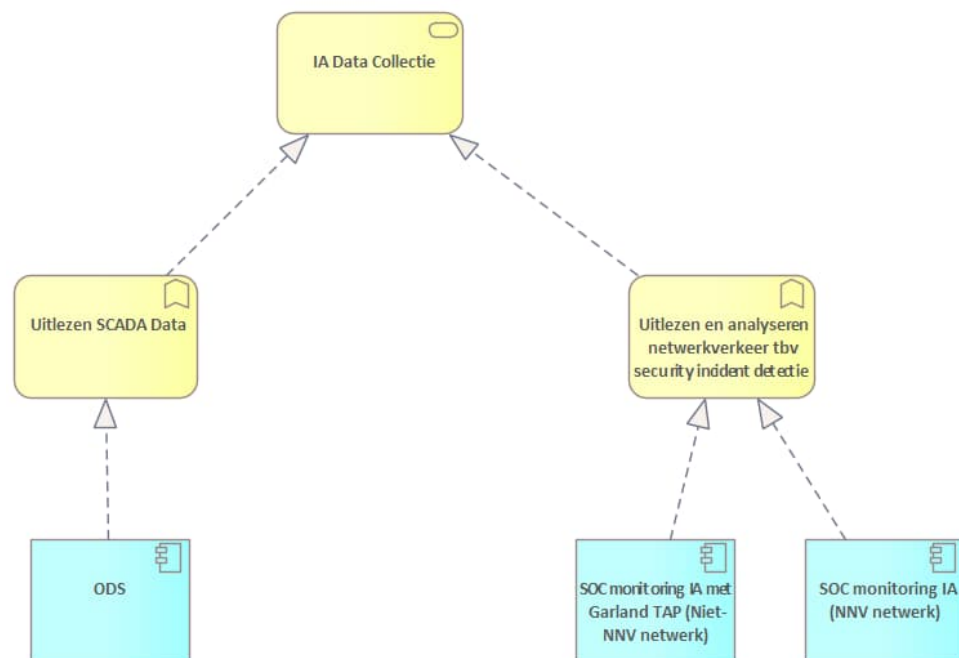 IA Data Collectie
Uitlezen SCADA Data
Uitlezen en analyseren
netwerkverkeer tbv
security incident detectie
ODS
SOC monitoring IA met
Garland TAP (Niet-
NNV netwerk)
SOC monitoring IA
(NNV netwerk)